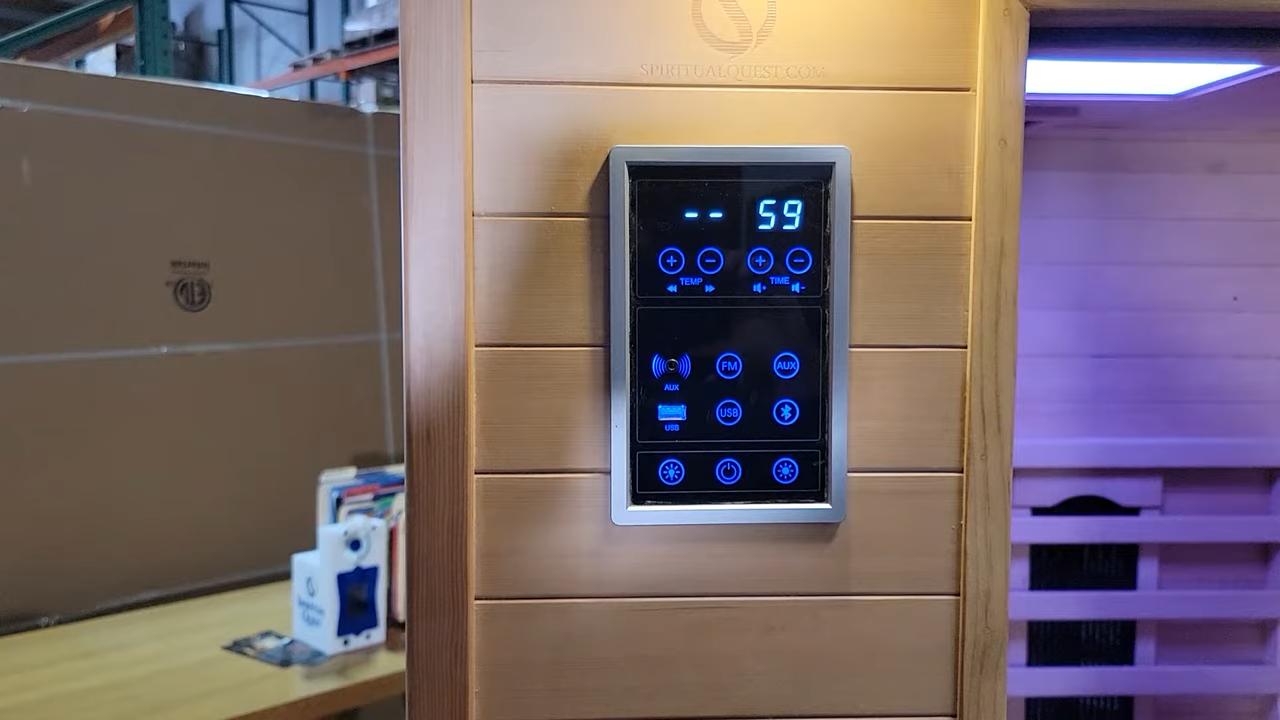 SPIRITUALQUEST.COM
-- 59
TEMP TIME
FM AUX
AUX
USB
USB